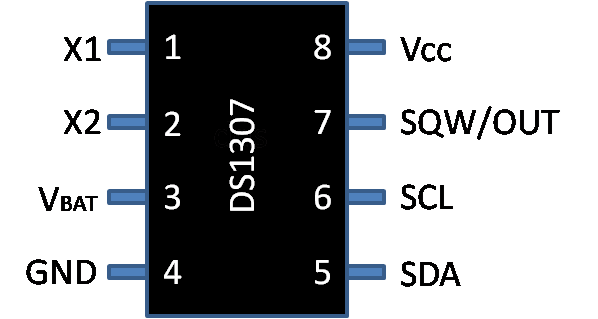 X1 1 8 Vcc
X2 2 7 SQW/OUT
VBAT 3 6 SCL
GND 4 5 SDA
DS1307